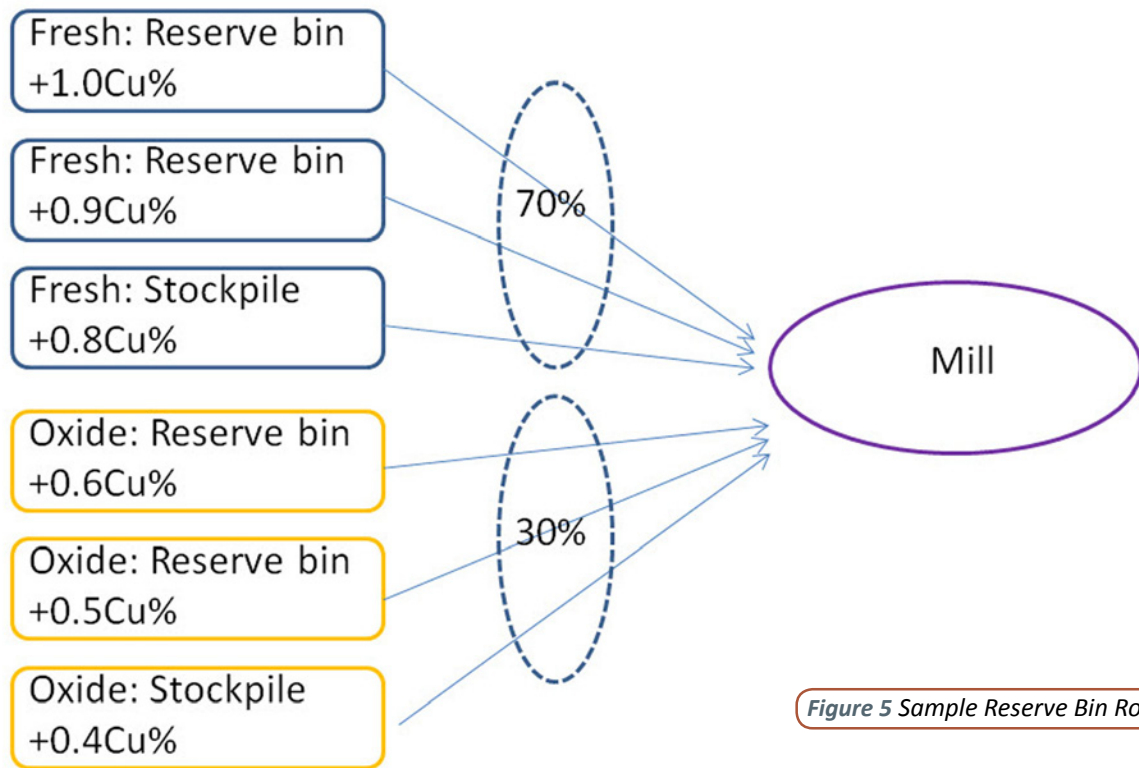 Fresh: Reserve bin
+1.0Cu%
Fresh: Reserve bin
+0.9Cu%
Fresh: Stockpile
+0.8Cu%
70%
Mill
Oxide: Reserve bin
+0.6Cu%
Oxide: Reserve bin
+0.5Cu%
Oxide: Stockpile
+0.4Cu%
30%
Figure 5 Sample Reserve Bin